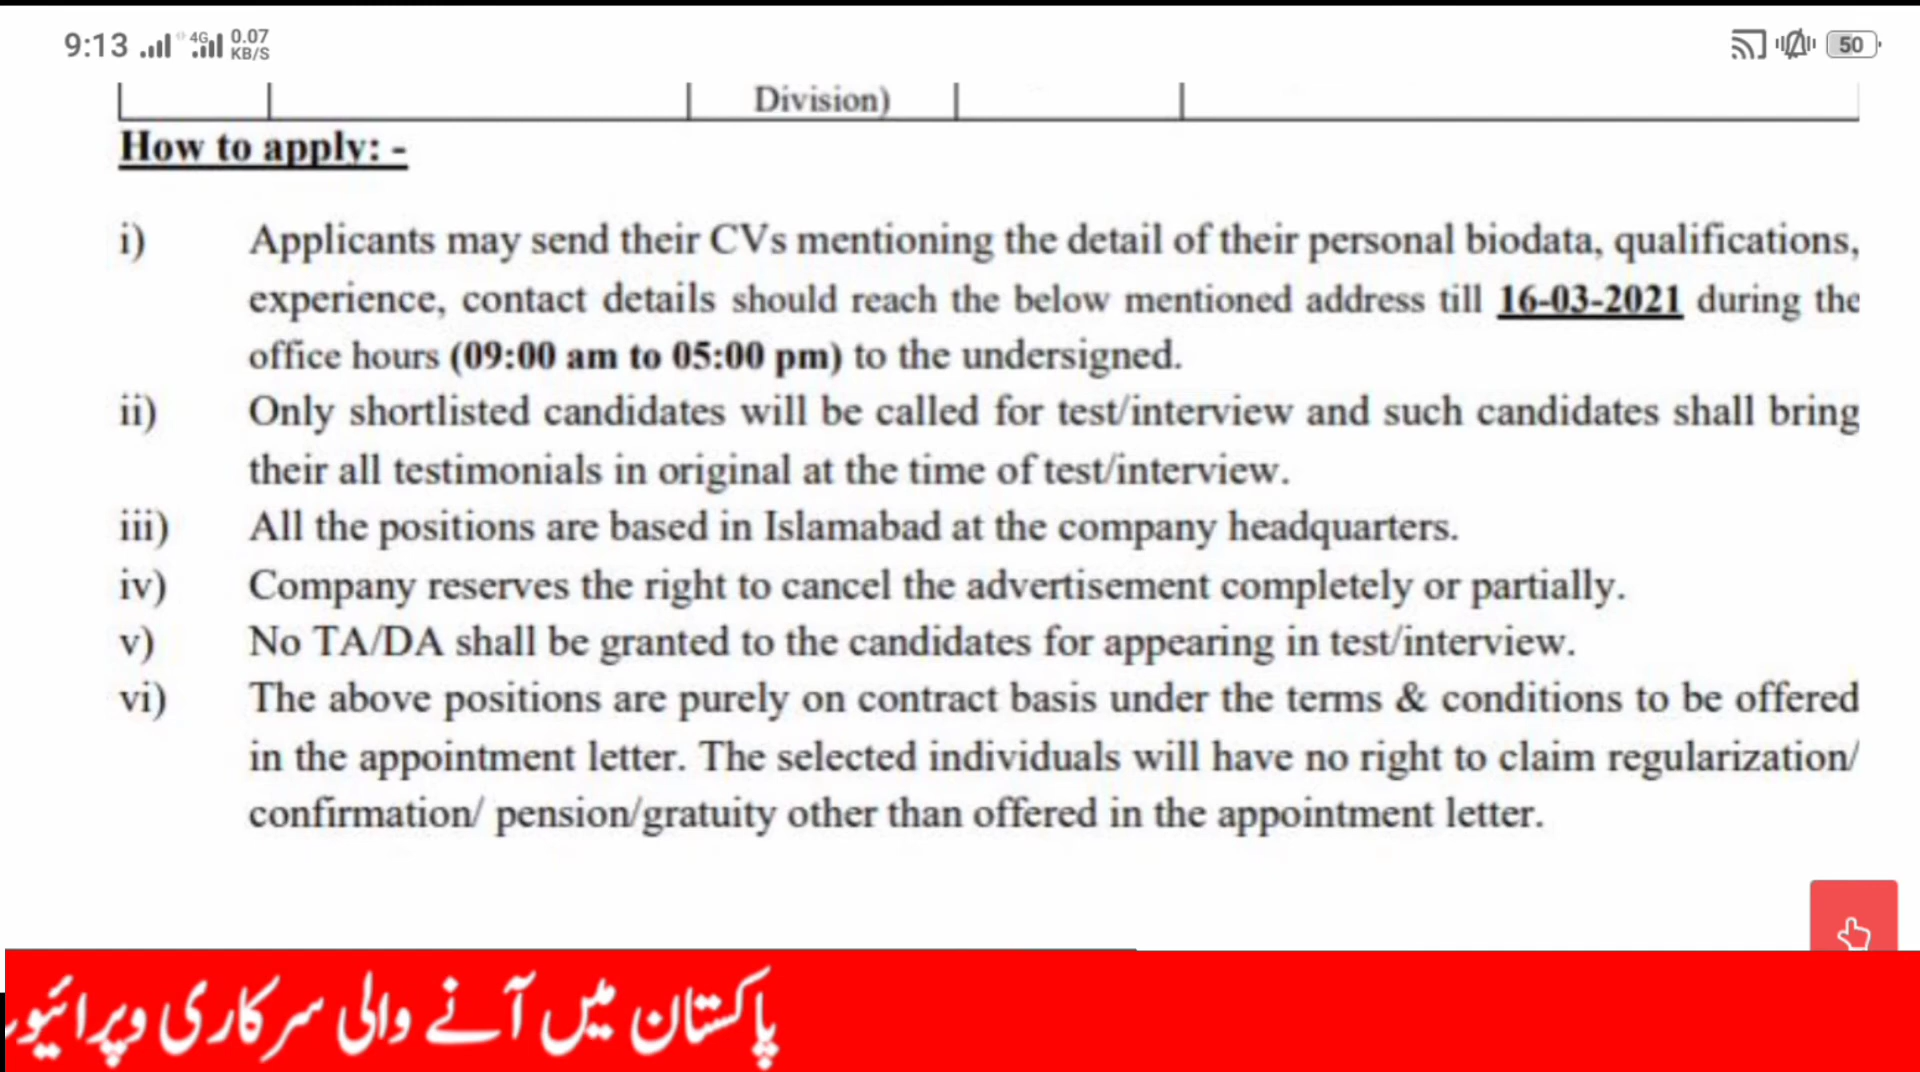 9:13 4G 0.07 KB/S 50
Division)
How to apply: -
i) Applicants may send their CVs mentioning the detail of their personal biodata, qualifications,
experience, contact details should reach the below mentioned address till 16-03-2021 during the
office hours (09:00 am to 05:00 pm) to the undersigned.
ii) Only shortlisted candidates will be called for test/interview and such candidates shall bring
their all testimonials in original at the time of test/interview.
iii) All the positions are based in Islamabad at the company headquarters.
iv) Company reserves the right to cancel the advertisement completely or partially.
v) No TA/DA shall be granted to the candidates for appearing in test/interview.
vi) The above positions are purely on contract basis under the terms & conditions to be offered
in the appointment letter. The selected individuals will have no right to claim regularization/
confirmation/ pension/gratuity other than offered in the appointment letter.
پاکستان میں آنے والی سرکاری وپرائیو